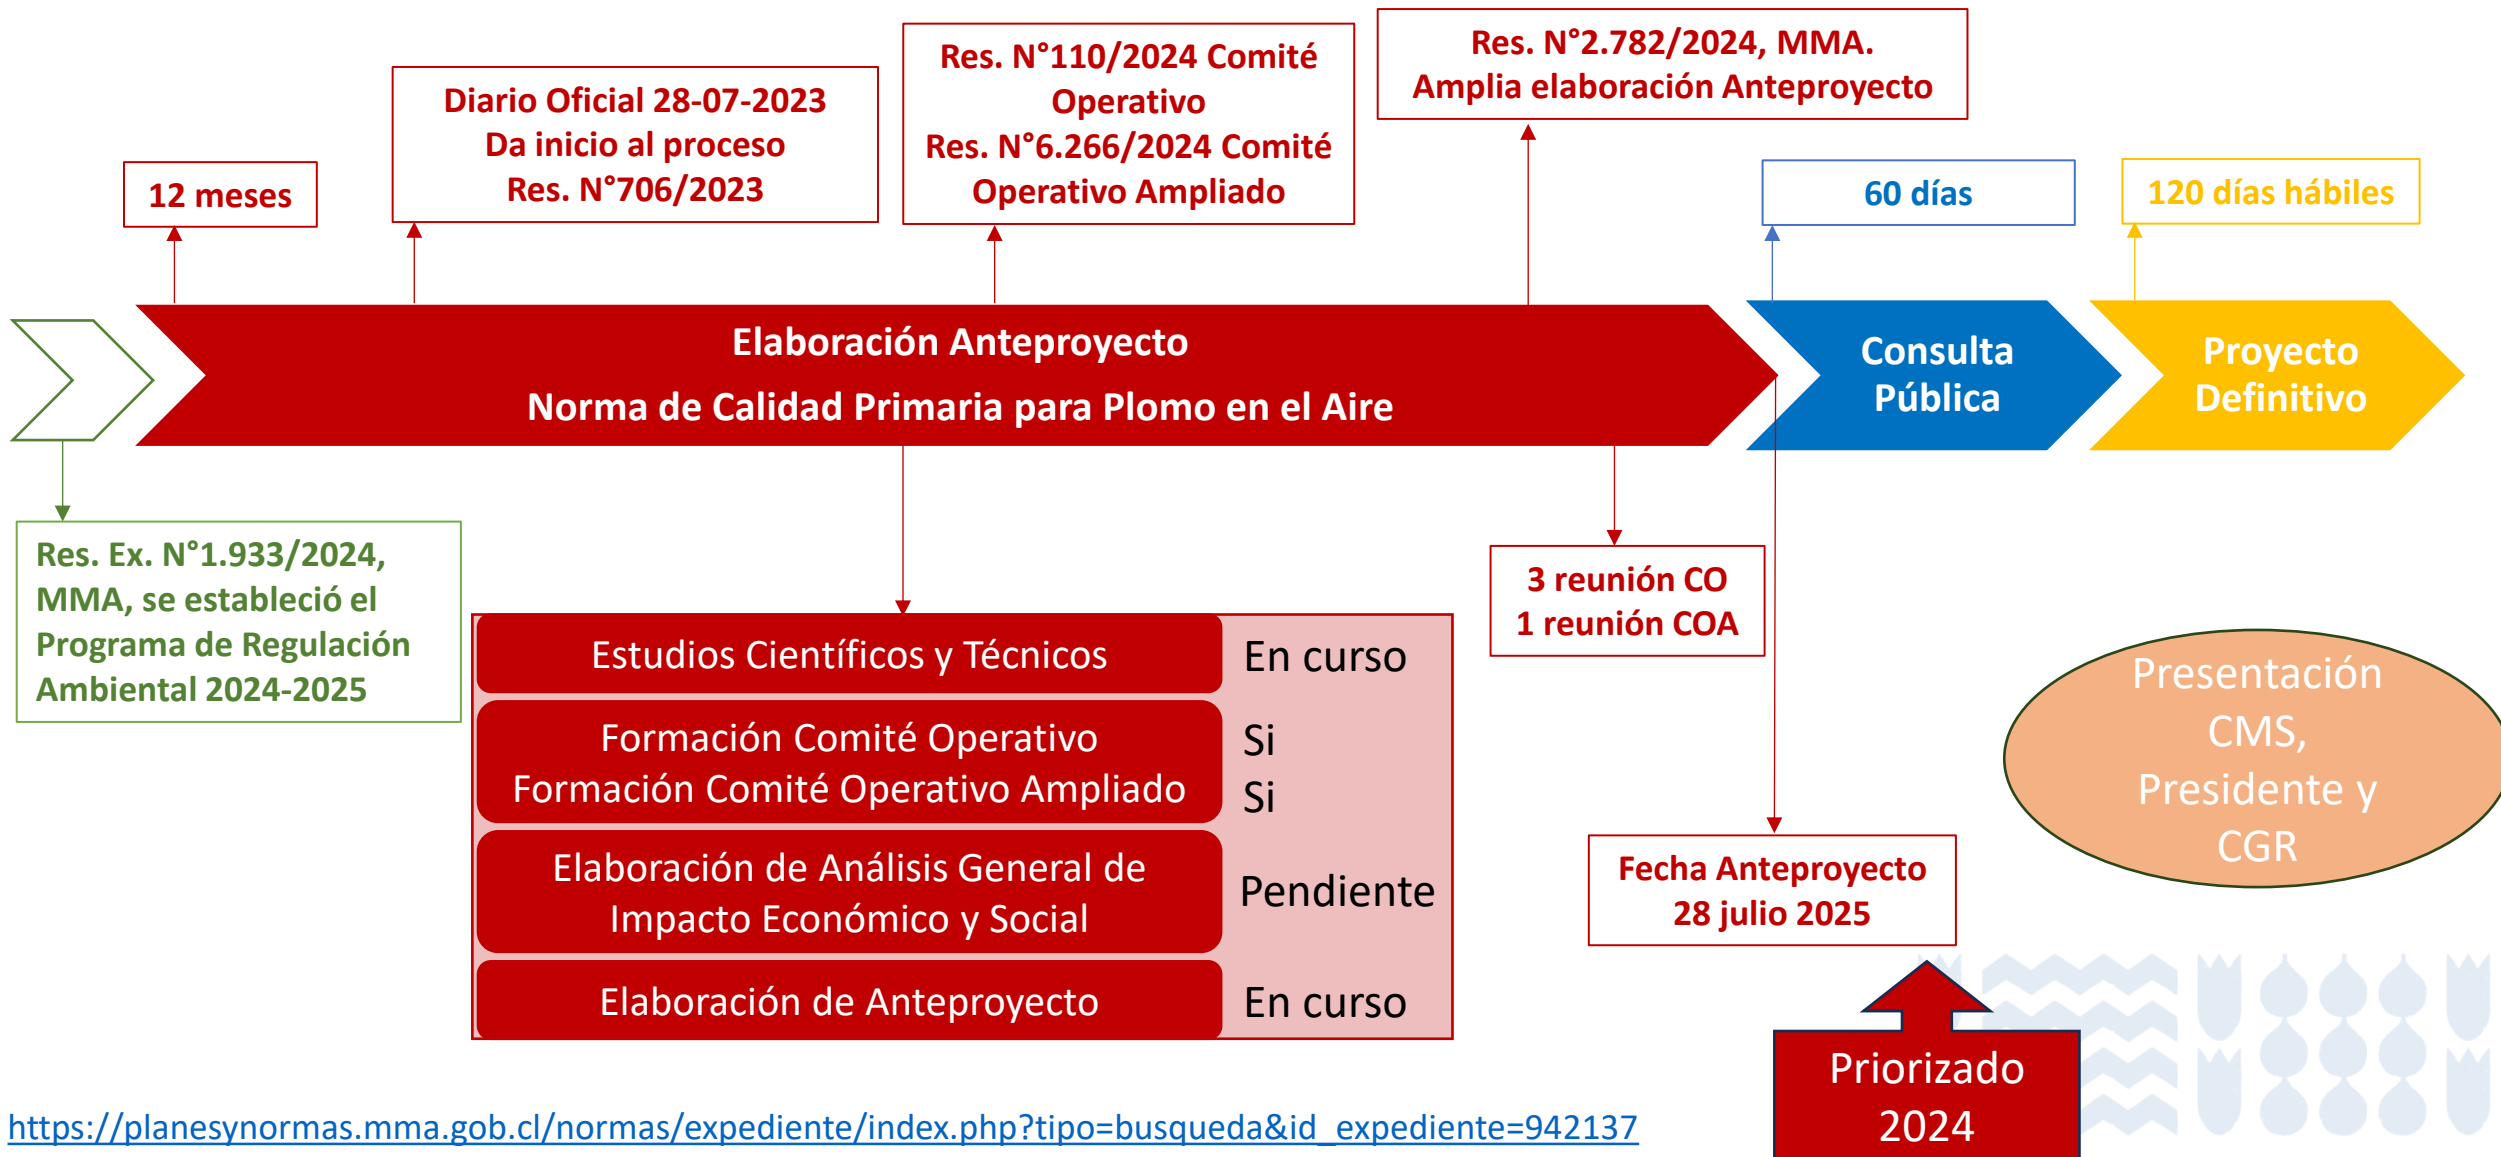 12 meses
Diario Oficial 28-07-2023
Da inicio al proceso
Res. N°706/2023
Res. N°110/2024 Comité
Operativo
Res. N°6.266/2024 Comité
Operativo Ampliado
Res. N°2.782/2024, MMA.
Amplia elaboración Anteproyecto
60 días
120 días hábiles
Elaboración Anteproyecto
Norma de Calidad Primaria para Plomo en el Aire
Consulta
Pública
Proyecto
Definitivo
Res. Ex. N°1.933/2024,
MMA, se estableció el
Programa de Regulación
Ambiental 2024-2025
Estudios Científicos y Técnicos
En curso
Formación Comité Operativo
Si
Formación Comité Operativo Ampliado
Si
Elaboración de Análisis General de
Impacto Económico y Social
Pendiente
Elaboración de Anteproyecto
En curso
3 reunión CO
1 reunión COA
Fecha Anteproyecto
28 julio 2025
Presentación
CMS,
Presidente y
CGR
Priorizado
2024
https://planesynormas.mma.gob.cl/normas/expediente/index.php?tipo=busqueda&id_expediente=942137